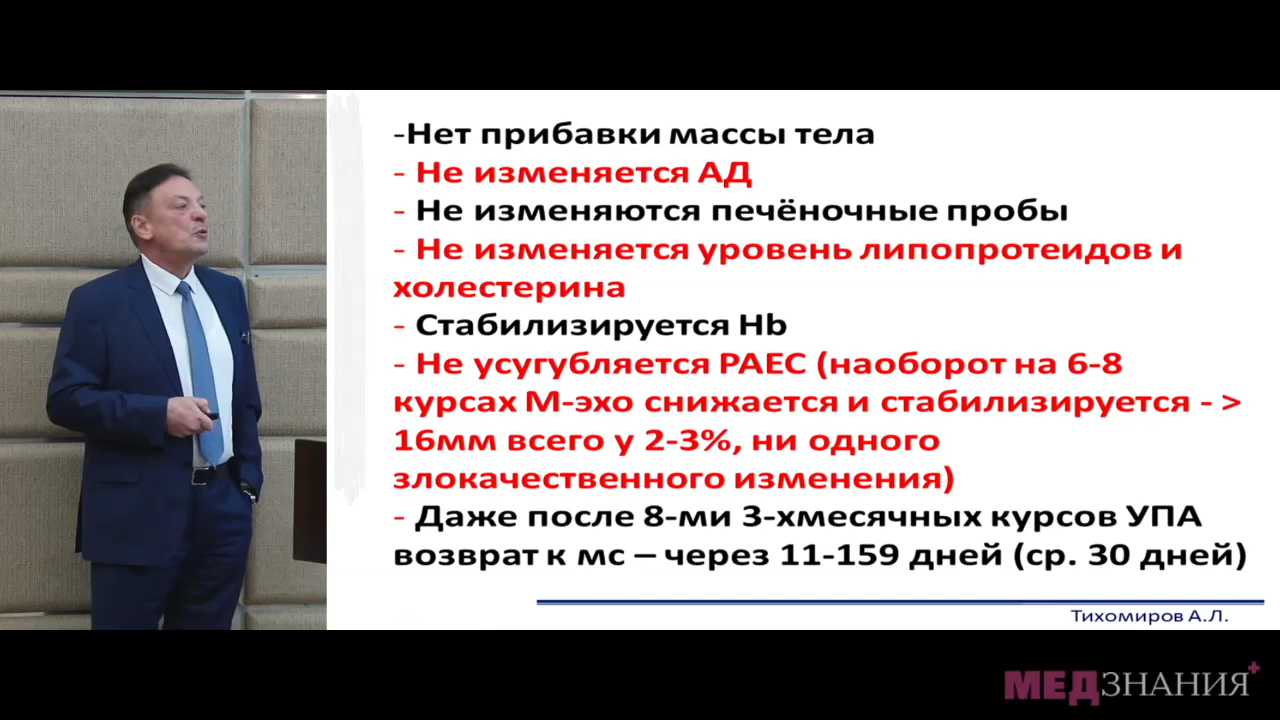 -Нет прибавки массы тела
- Не изменяется АД
- Не изменяются печёночные пробы
- Не изменяется уровень липопротеидов и
холестерина
- Стабилизируется Hb
- Не усугубляется РАЕС (наоборот на 6-8
курсах М-эхо снижается и стабилизируется - >
16мм всего у 2-3%, ни одного
злокачественного изменения)
- Даже после 8-ми 3-хмесячных курсов УПА
возврат к мс – через 11-159 дней (ср. 30 дней)
Тихомиров А.Л.
МЕДЗНАНИЯ+